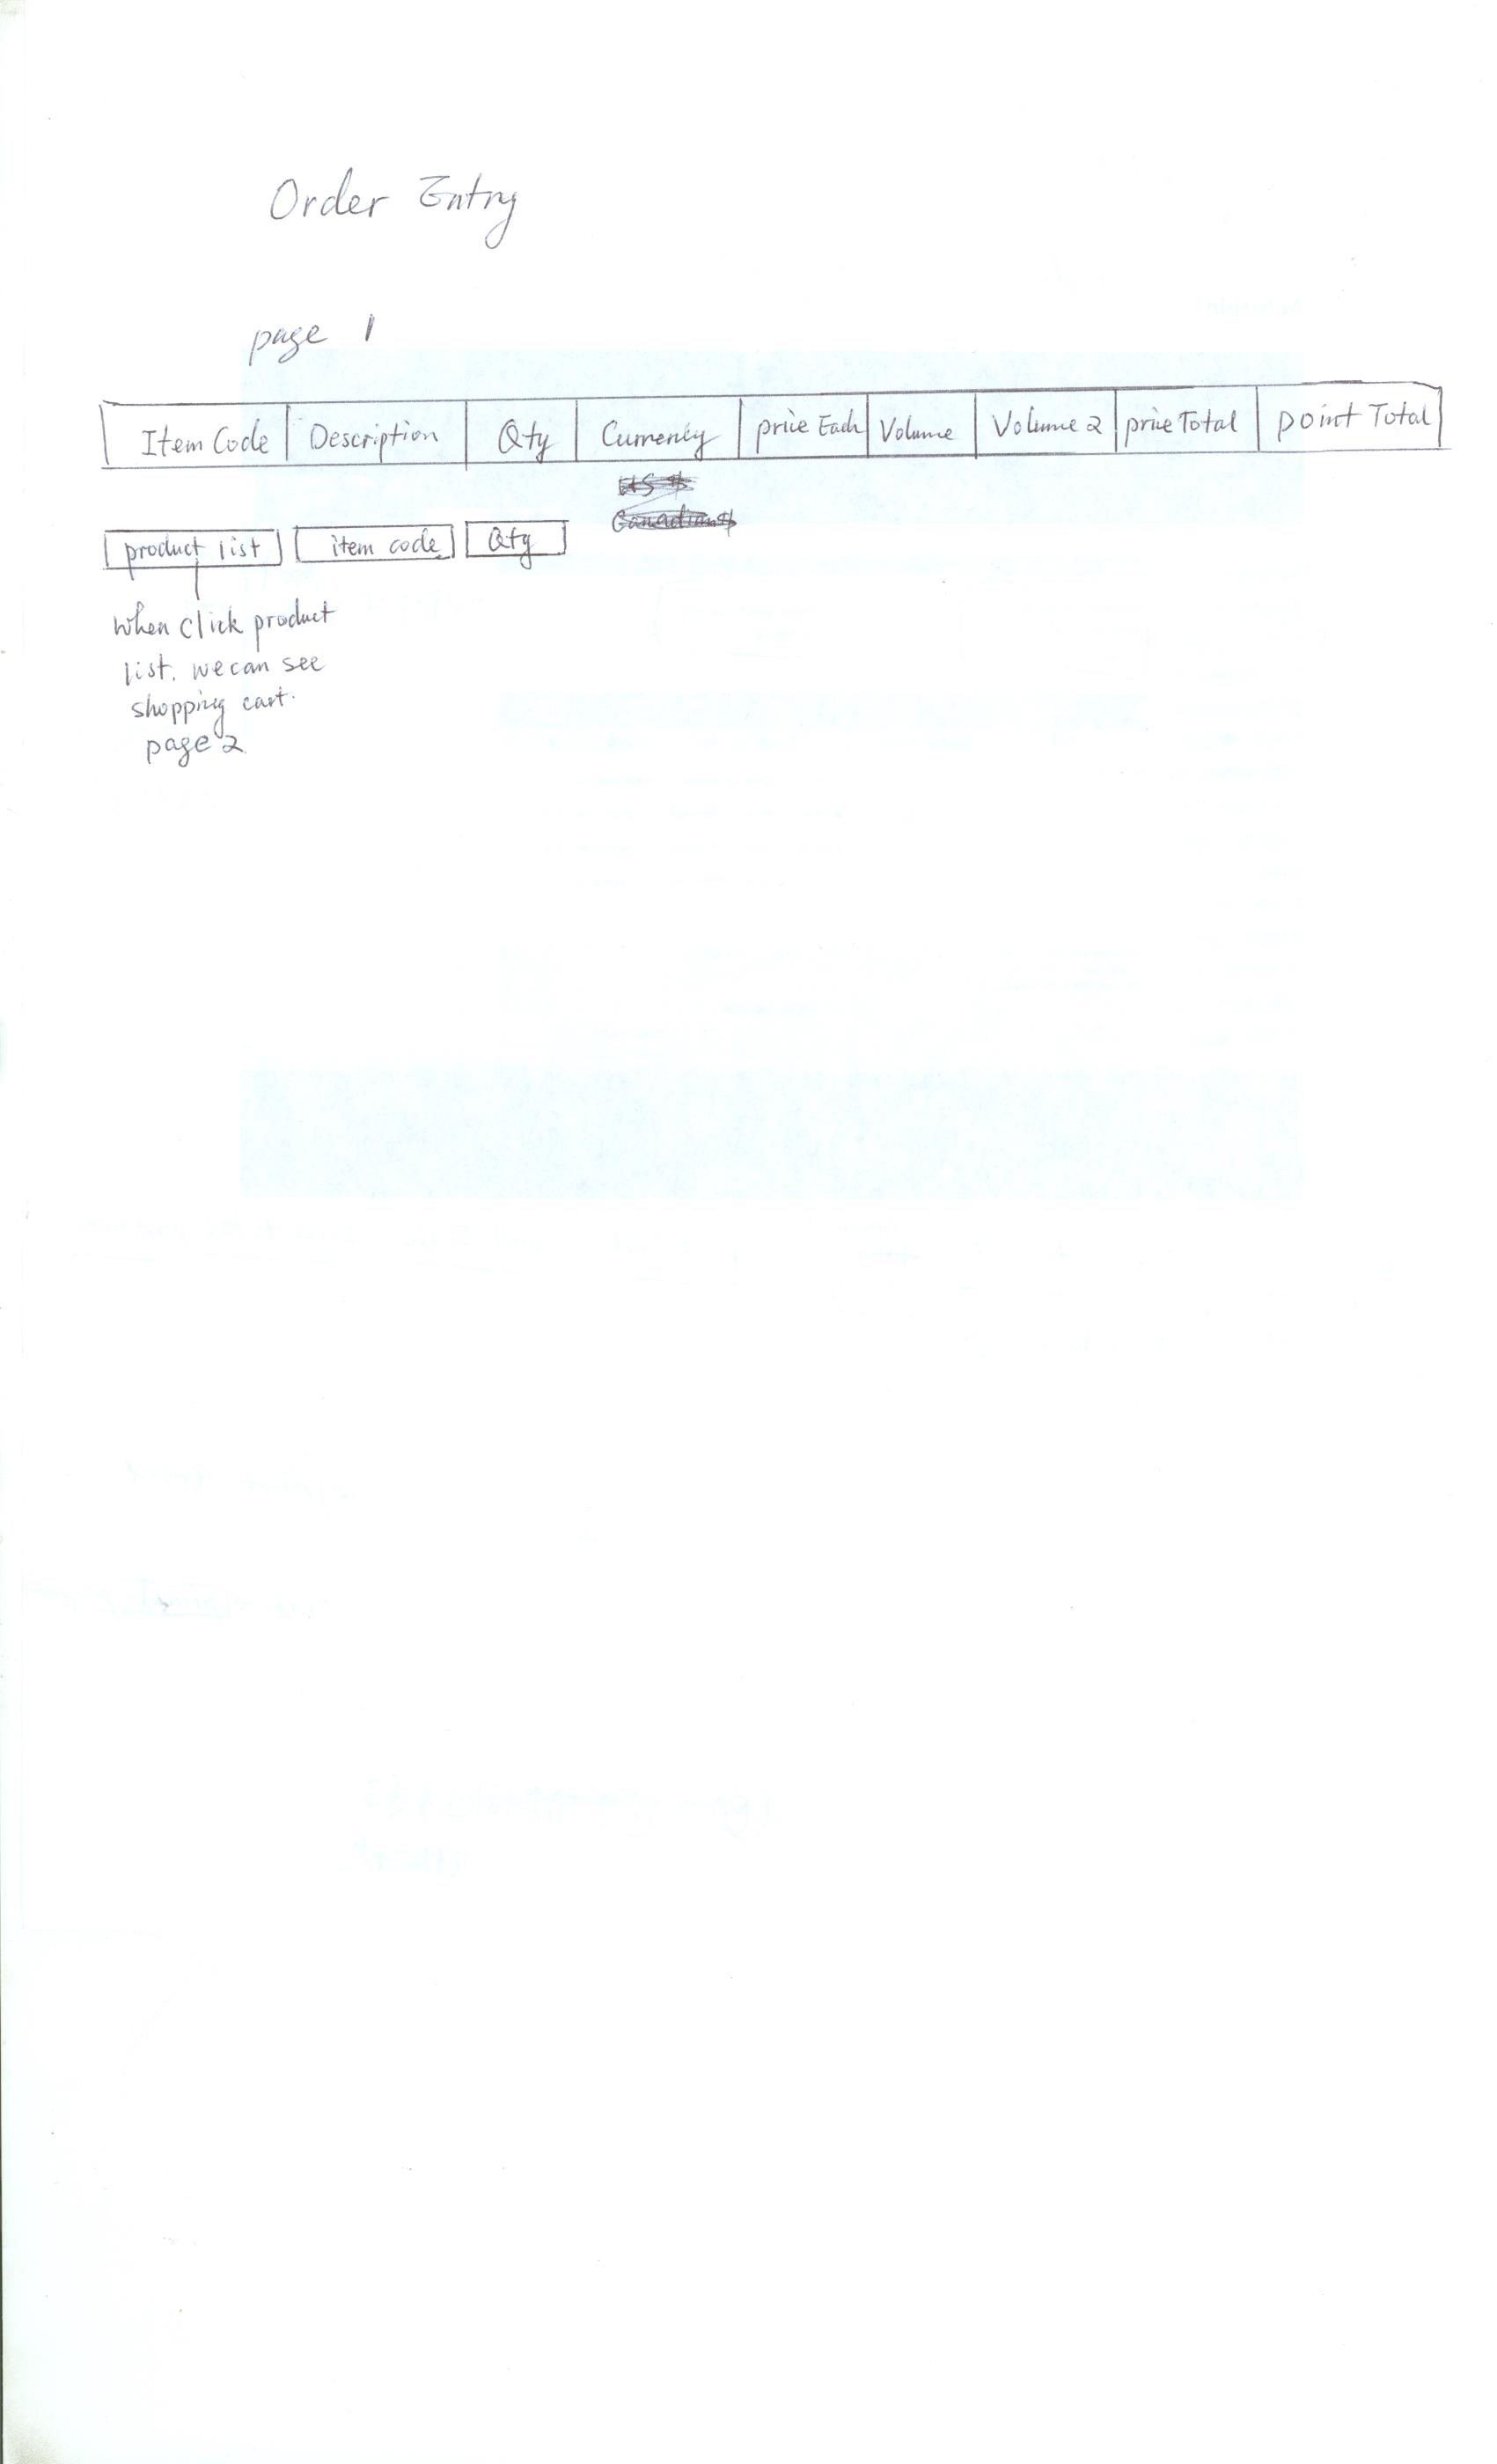 Order Entry
page 1
Item Code Description Qty Currency price Each Volume Volume 2 price Total point Total
US $
Canadian $
product list item code Qty
when click product
list. we can see
shopping cart.
page 2